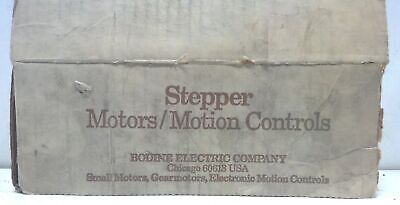 Stepper
Motors/Motion Controls
BODINE ELECTRIC COMPANY
Chicago 60618 USA
Small Motors, Gearmotors, Electronic Motion Controls